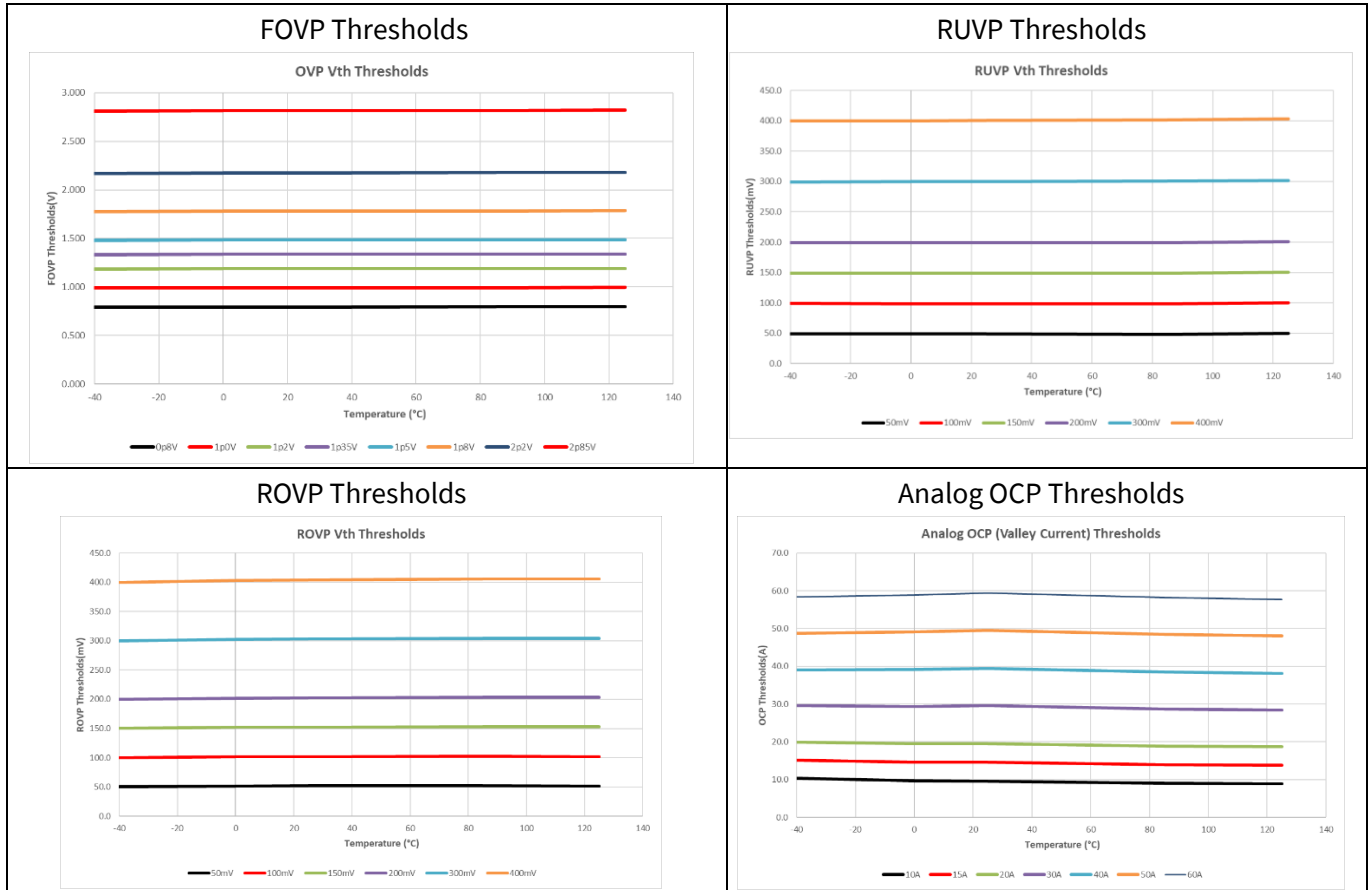 FOVP Thresholds
OVP Vth Thresholds
3.000
2.500
2.000
1.500
1.000
0.500
0.000
FOVP Thresholds(V)
-40 -20 0 20 40 60 80 100 120 140
Temperature (°C)
0p8V 1p0V 1p2V 1p35V 1p5V 1p8V 2p2V 2p85V
RUVP Thresholds
RUVP Vth Thresholds
450.0
400.0
350.0
300.0
250.0
200.0
150.0
100.0
50.0
0.0
RUVP Thresholds(mV)
-40 -20 0 20 40 60 80 100 120 140
Temperature (°C)
50mV 100mV 150mV 200mV 300mV 400mV
ROVP Thresholds
ROVP Vth Thresholds
450.0
400.0
350.0
300.0
250.0
200.0
150.0
100.0
50.0
0.0
ROVP Thresholds(mV)
-40 -20 0 20 40 60 80 100 120 140
Temperature (°C)
50mV 100mV 150mV 200mV 300mV 400mV
Analog OCP Thresholds
Analog OCP (Valley Current) Thresholds
70.0
60.0
50.0
40.0
30.0
20.0
10.0
0.0
OCP Thresholds(A)
-40 -20 0 20 40 60 80 100 120 140
Temperature (°C)
10A 15A 20A 30A 40A 50A 60A